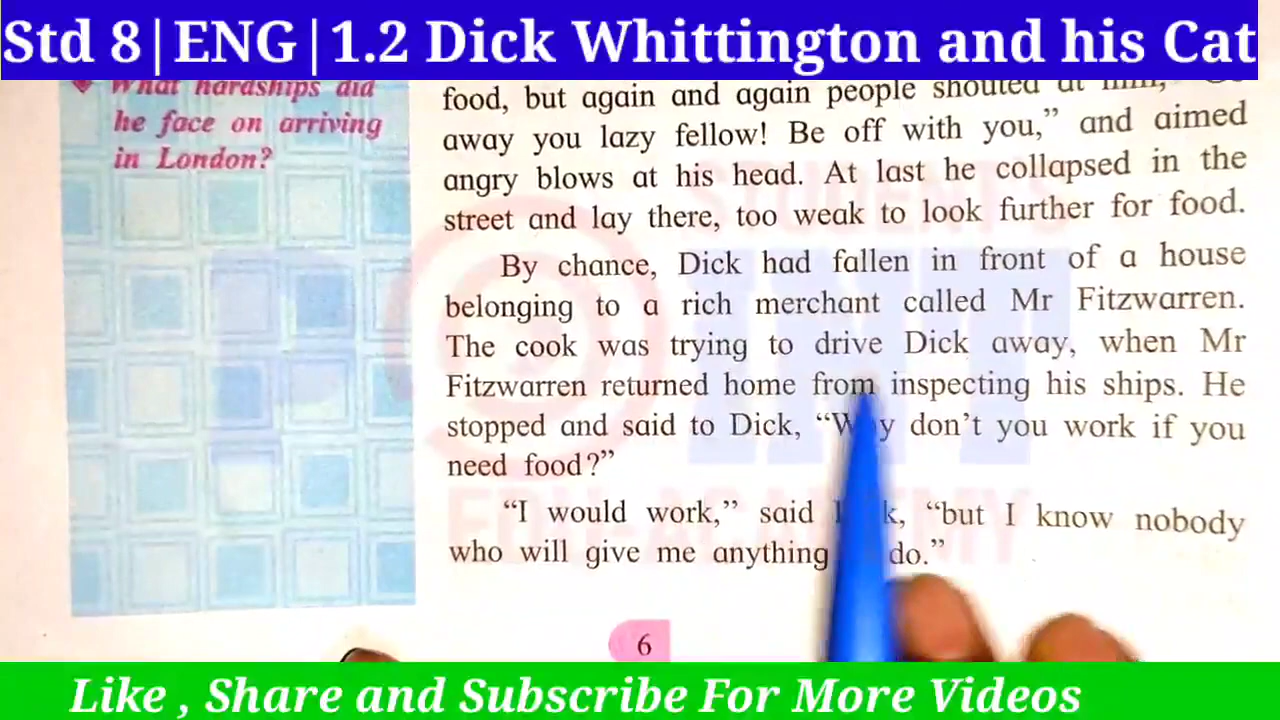 Std 8|ENG|1.2 Dick Whittington and his Cat
What hardships did
he face on arriving
in London?
food, but again and again people shouted at him, "Go
away you lazy fellow! Be off with you," and aimed
angry blows at his head. At last he collapsed in the
street and lay there, too weak to look further for food.
By chance, Dick had fallen in front of a house
belonging to a rich merchant called Mr Fitzwarren.
The cook was trying to drive Dick away, when Mr
Fitzwarren returned home from inspecting his ships. He
stopped and said to Dick, "Why don't you work if you
need food?"
"I would work," said Dick, "but I know nobody
who will give me anything do."
6
STUDENT'S
INT
EDU-ACADEMY
Like , Share and Subscribe For More Videos